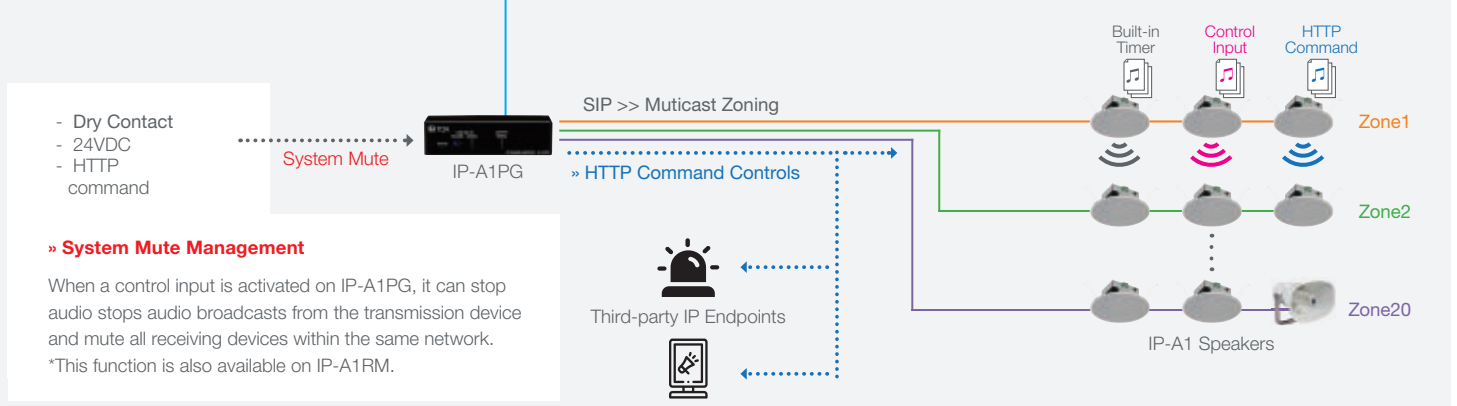 Built-in
Timer
Control
Input
HTTP
Command
SIP >> Muticast Zoning
Zone1
- Dry Contact
- 24VDC
- HTTP
command
System Mute
TOA
IP-A1PG
» HTTP Command Controls
Zone2
» System Mute Management
When a control input is activated on IP-A1PG, it can stop
audio stops audio broadcasts from the transmission device
and mute all receiving devices within the same network.
*This function is also available on IP-A1RM.
Third-party IP Endpoints
Zone20
IP-A1 Speakers